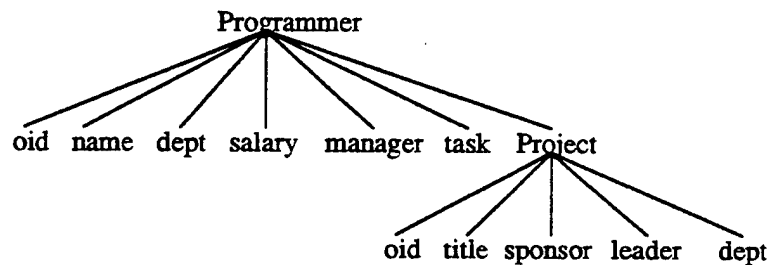 Programmer
oid name dept salary manager task Project
oid title sponsor leader dept